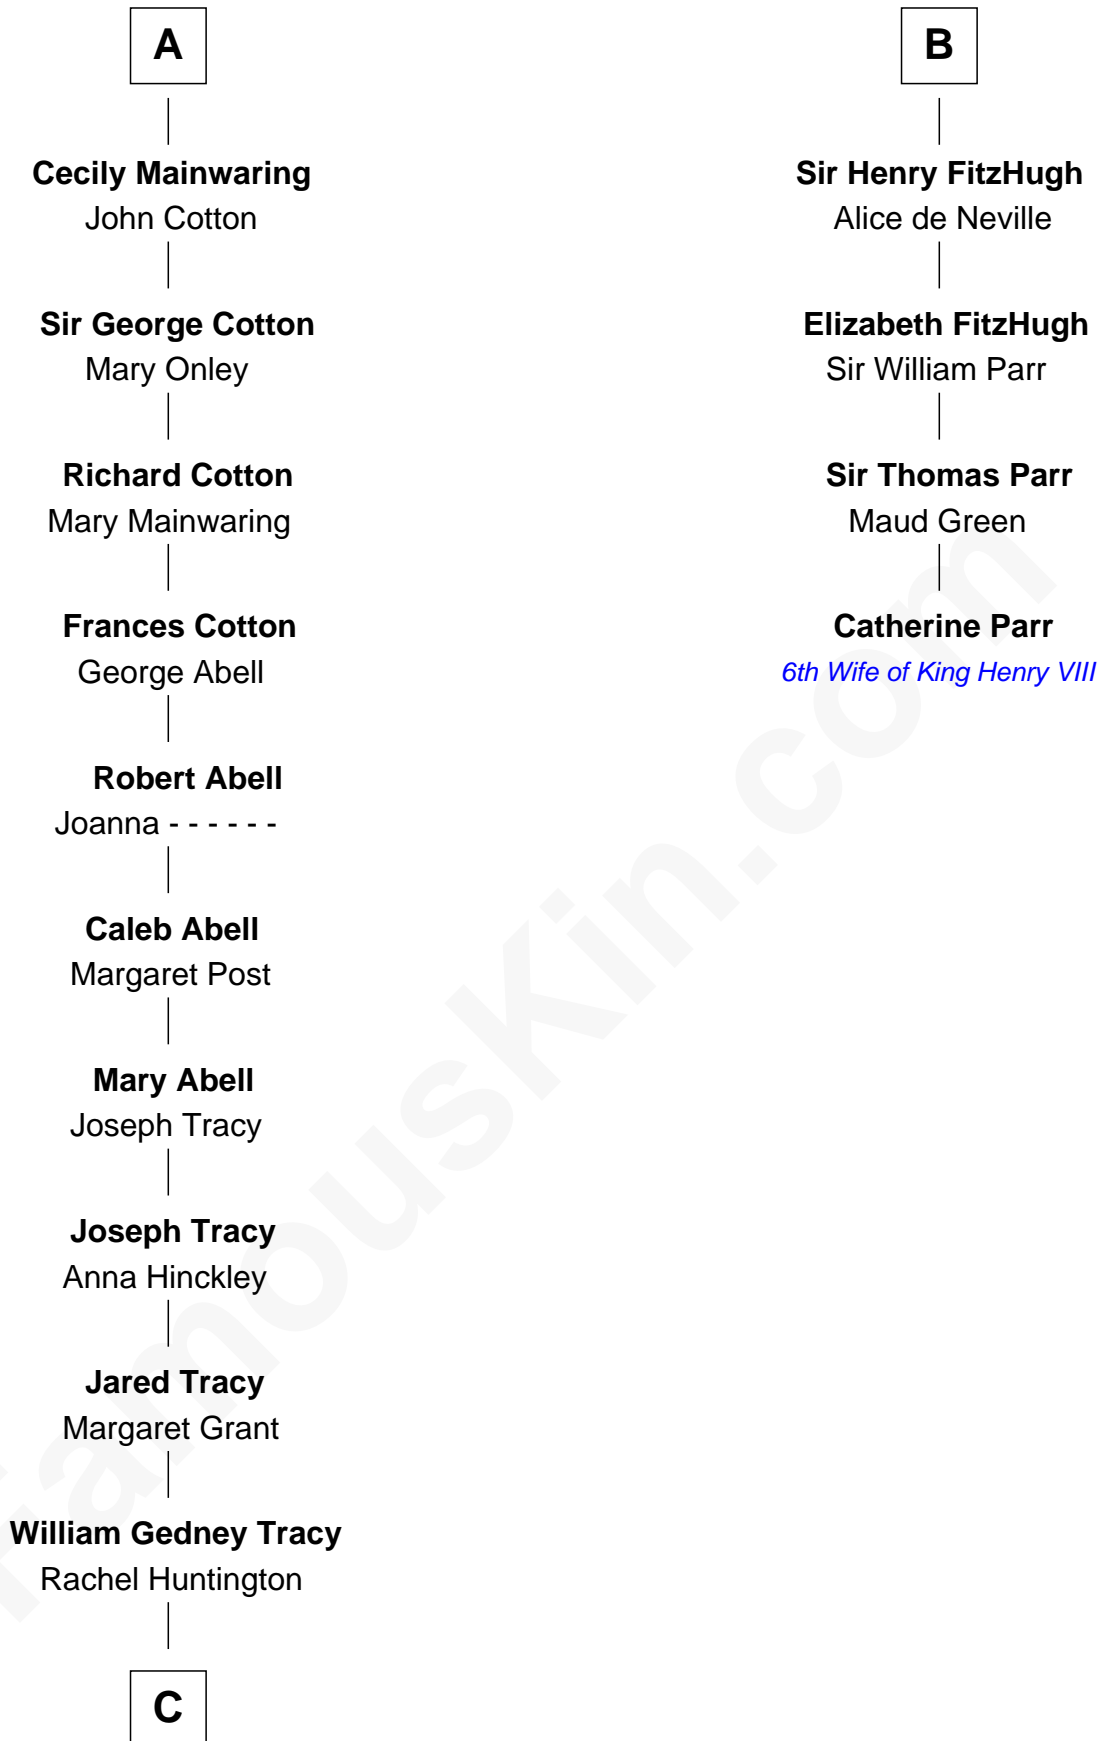 A
Cecily Mainwaring
John Cotton
Sir George Cotton
Mary Onley
Richard Cotton
Mary Mainwaring
Frances Cotton
George Abell
Robert Abell
Joanna - - - - - -
Caleb Abell
Margaret Post
Mary Abell
Joseph Tracy
Joseph Tracy
Anna Hinckley
Jared Tracy
Margaret Grant
William Gedney Tracy
Rachel Huntington
C
B
Sir Henry FitzHugh
Alice de Neville
Elizabeth FitzHugh
Sir William Parr
Sir Thomas Parr
Maud Green
Catherine Parr
6th Wife of King Henry VIII
FamousKin.com